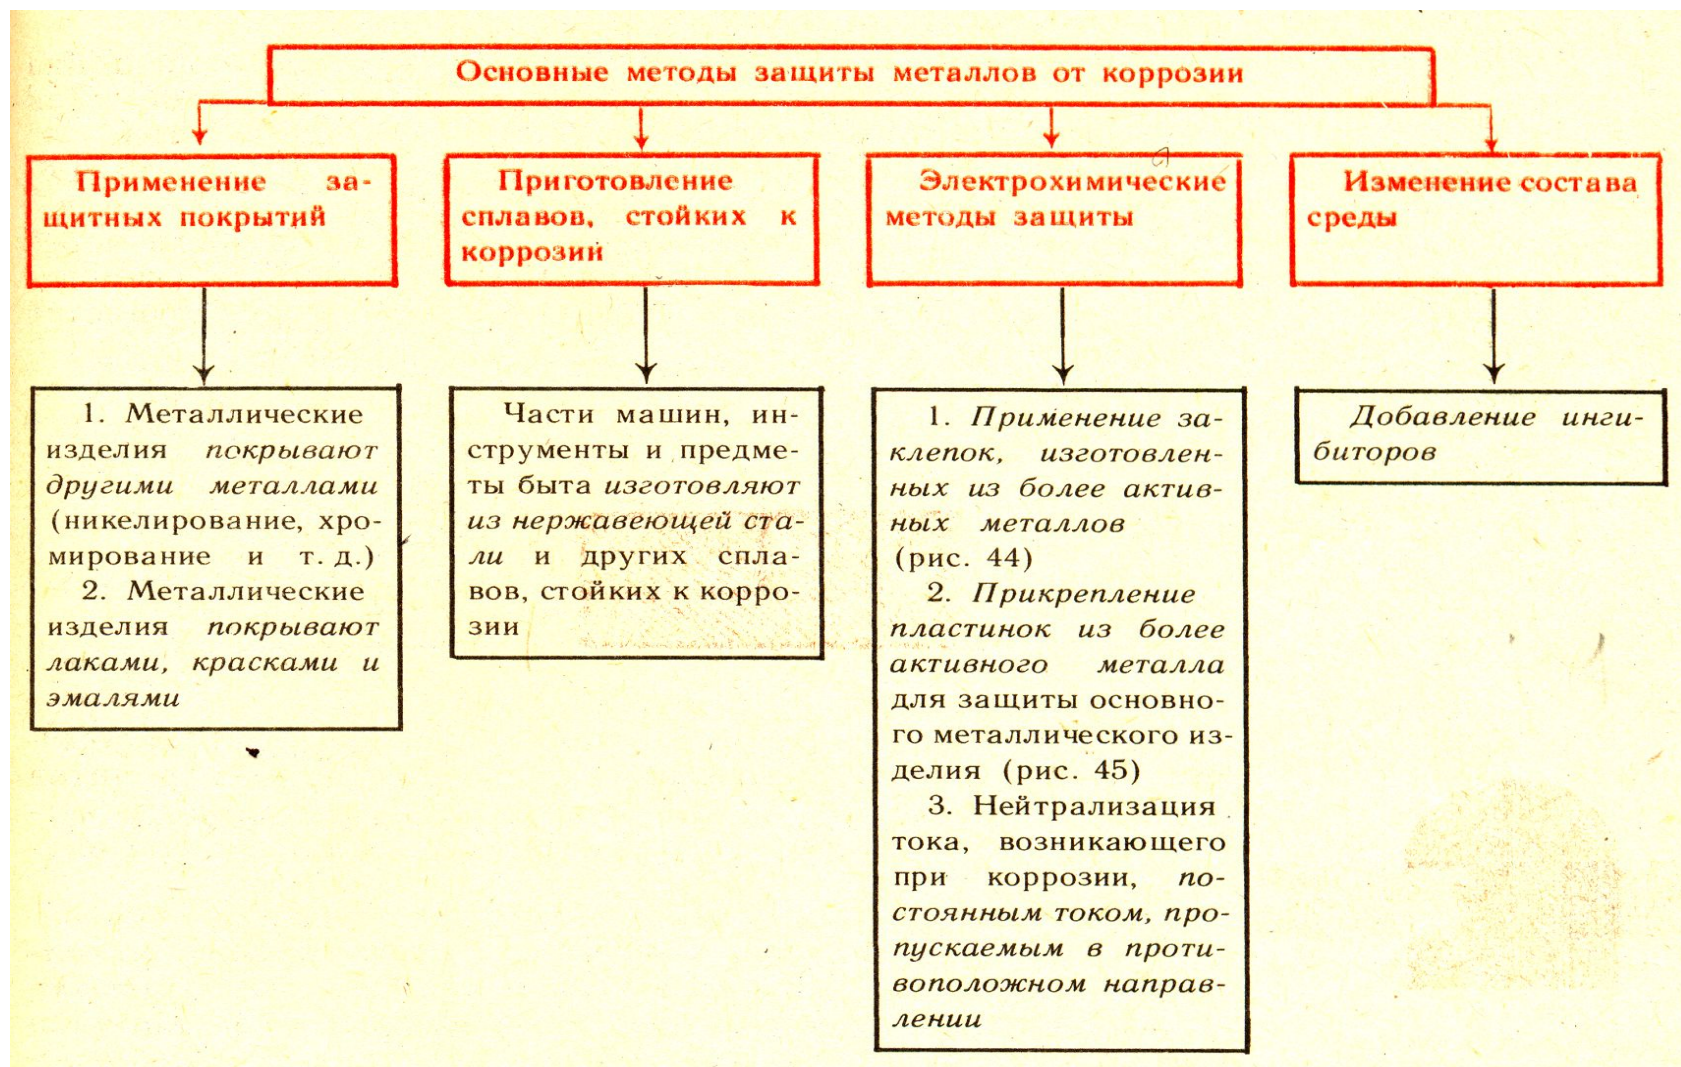 Основные методы защиты металлов от коррозии
Применение за-
щитных покрытий
Приготовление
сплавов, стойких к
коррозии
Электрохимические
методы защиты
Изменение состава
среды
1. Металлические
изделия покрывают
другими металлами
(никелирование, хро-
мирование и т. д.)
2. Металлические
изделия покрывают
лаками, красками и
эмалями
Части машин, ин-
струменты и предме-
ты быта изготовляют
из нержавеющей ста-
ли и других спла-
вов, стойких к корро-
зии
1. Применение за-
клепок, изготовлен-
ных из более актив-
ных металлов
(рис. 44)
2. Прикрепление
пластинок из более
активного металла
для защиты основно-
го металлического из-
делия (рис. 45)
3. Нейтрализация
тока, возникающего
при коррозии, по-
стоянным током, про-
пускаемым в проти-
воположном направ-
лении
Добавление инги-
биторов